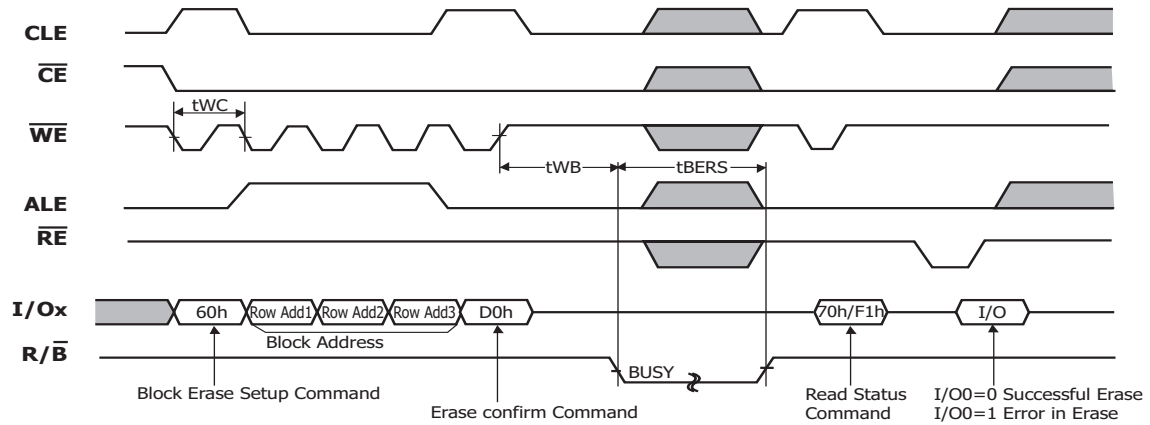 CLE
CE
tWC
WE
tWB
tBERS
ALE
RE
I/Ox
60h
Row Add1
Row Add2
Row Add3
D0h
70h/F1h
I/O
Block Address
R/B
BUSY
Block Erase Setup Command
Erase confirm Command
Read Status
Command
I/O0=0 Successful Erase
I/O0=1 Error in Erase